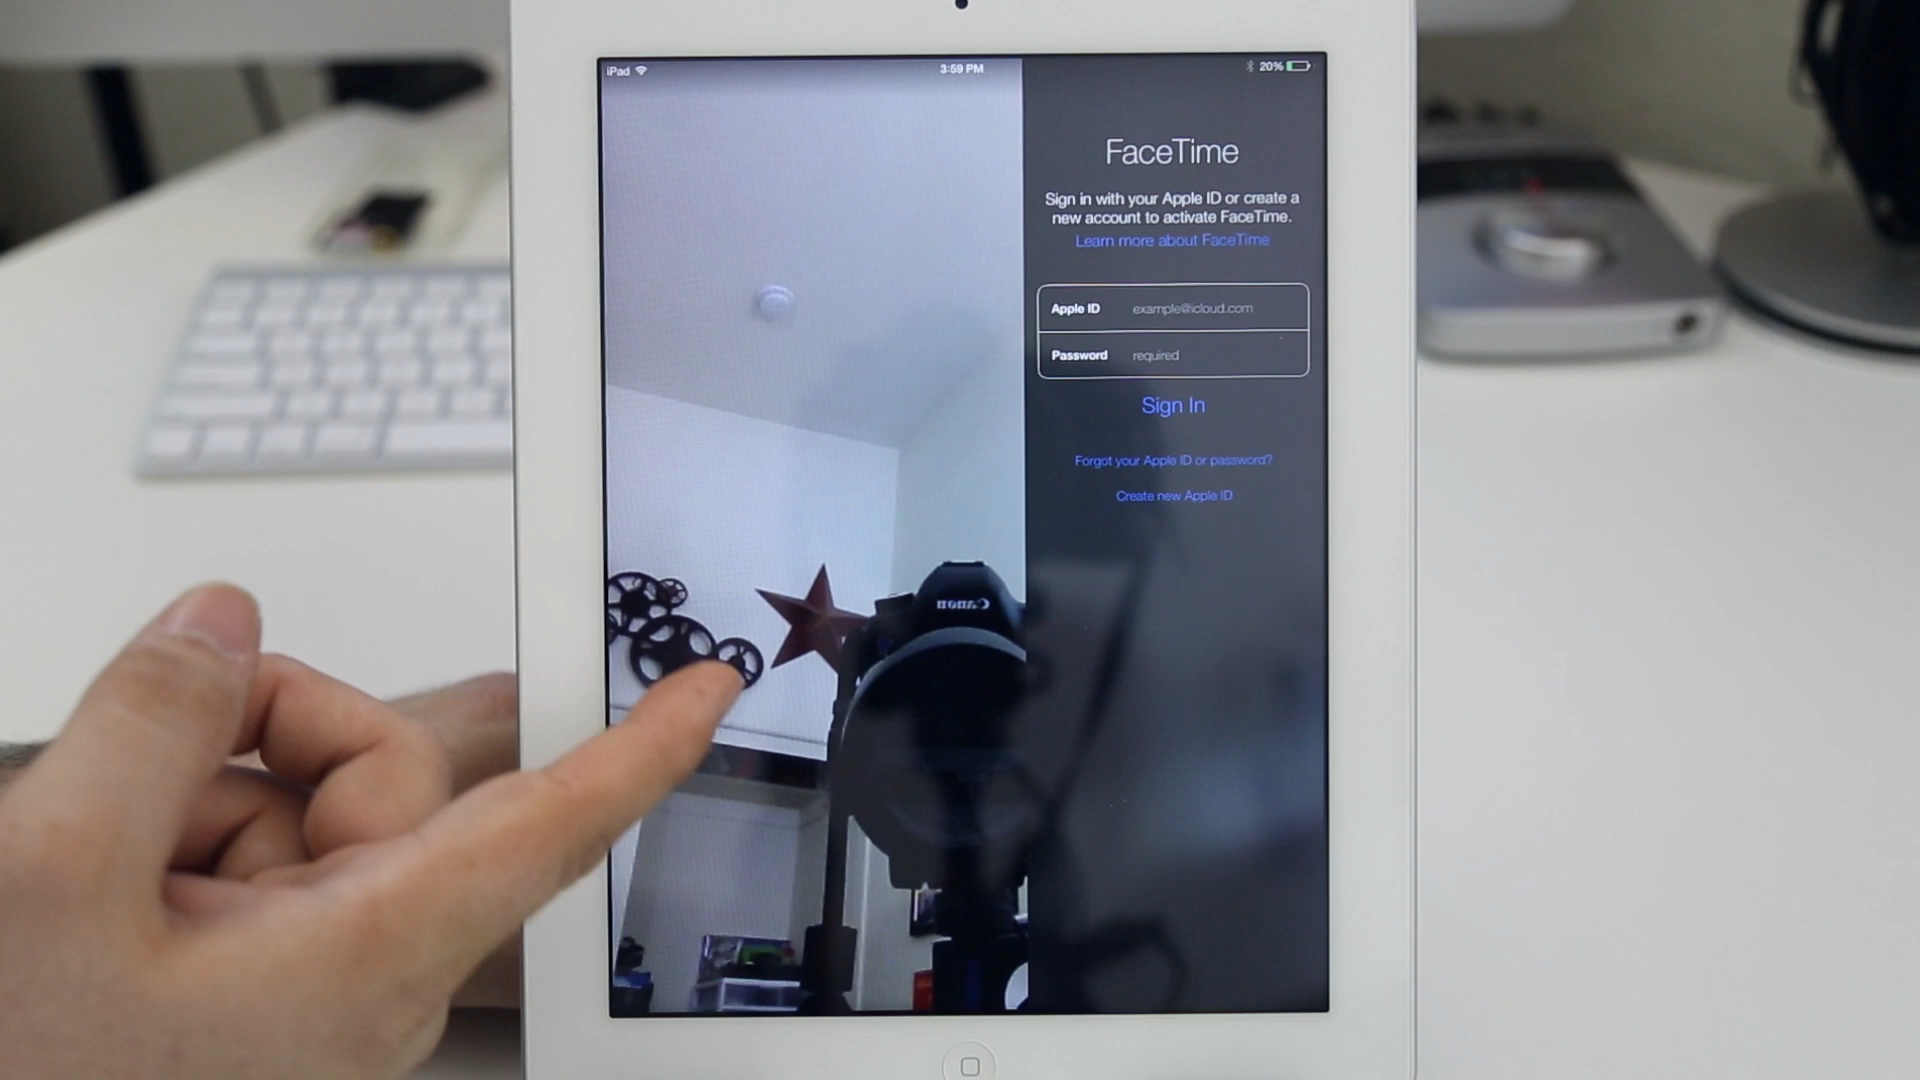 iPad
3:59 PM
20%
FaceTime
Sign in with your Apple ID or create a
new account to activate FaceTime.
Learn more about FaceTime
Apple ID example@icloud.com
Password required
Sign In
Forgot your Apple ID or password?
Create new Apple ID
Canon